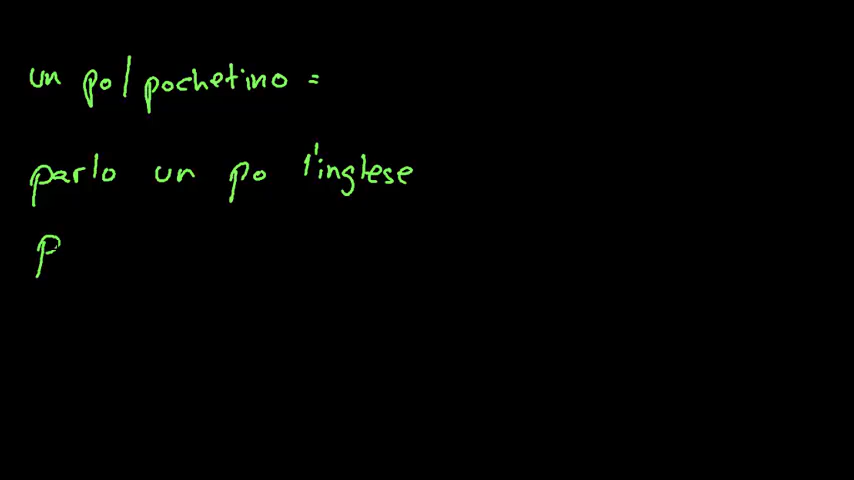 un po/pochetino =
parlo un po l'inglese
p